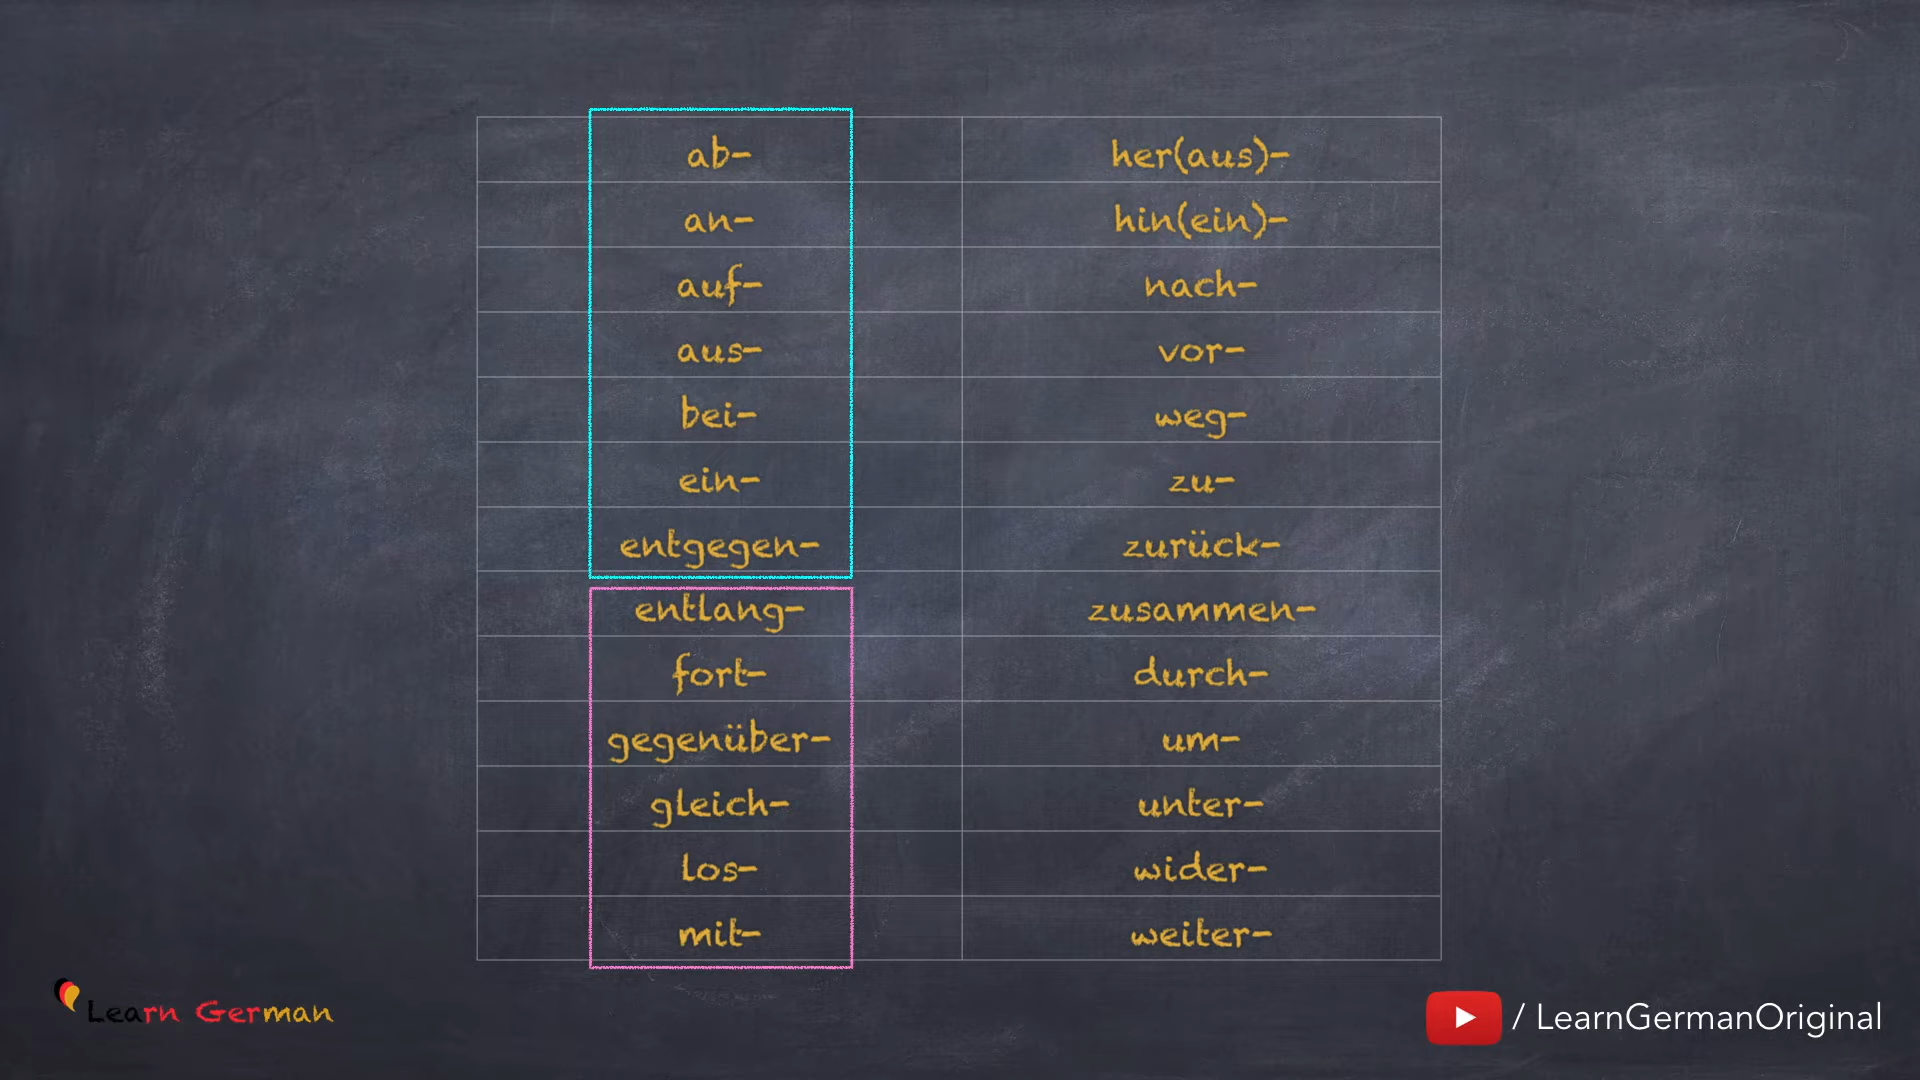 ab- her(aus)-
an- hin(ein)-
auf- nach-
aus- vor-
bei- weg-
ein- zu-
entgegen- zurück-
entlang- zusammen-
fort- durch-
gegenüber- um-
gleich- unter-
los- wider-
mit- weiter-
Learn German
/ LearnGermanOriginal